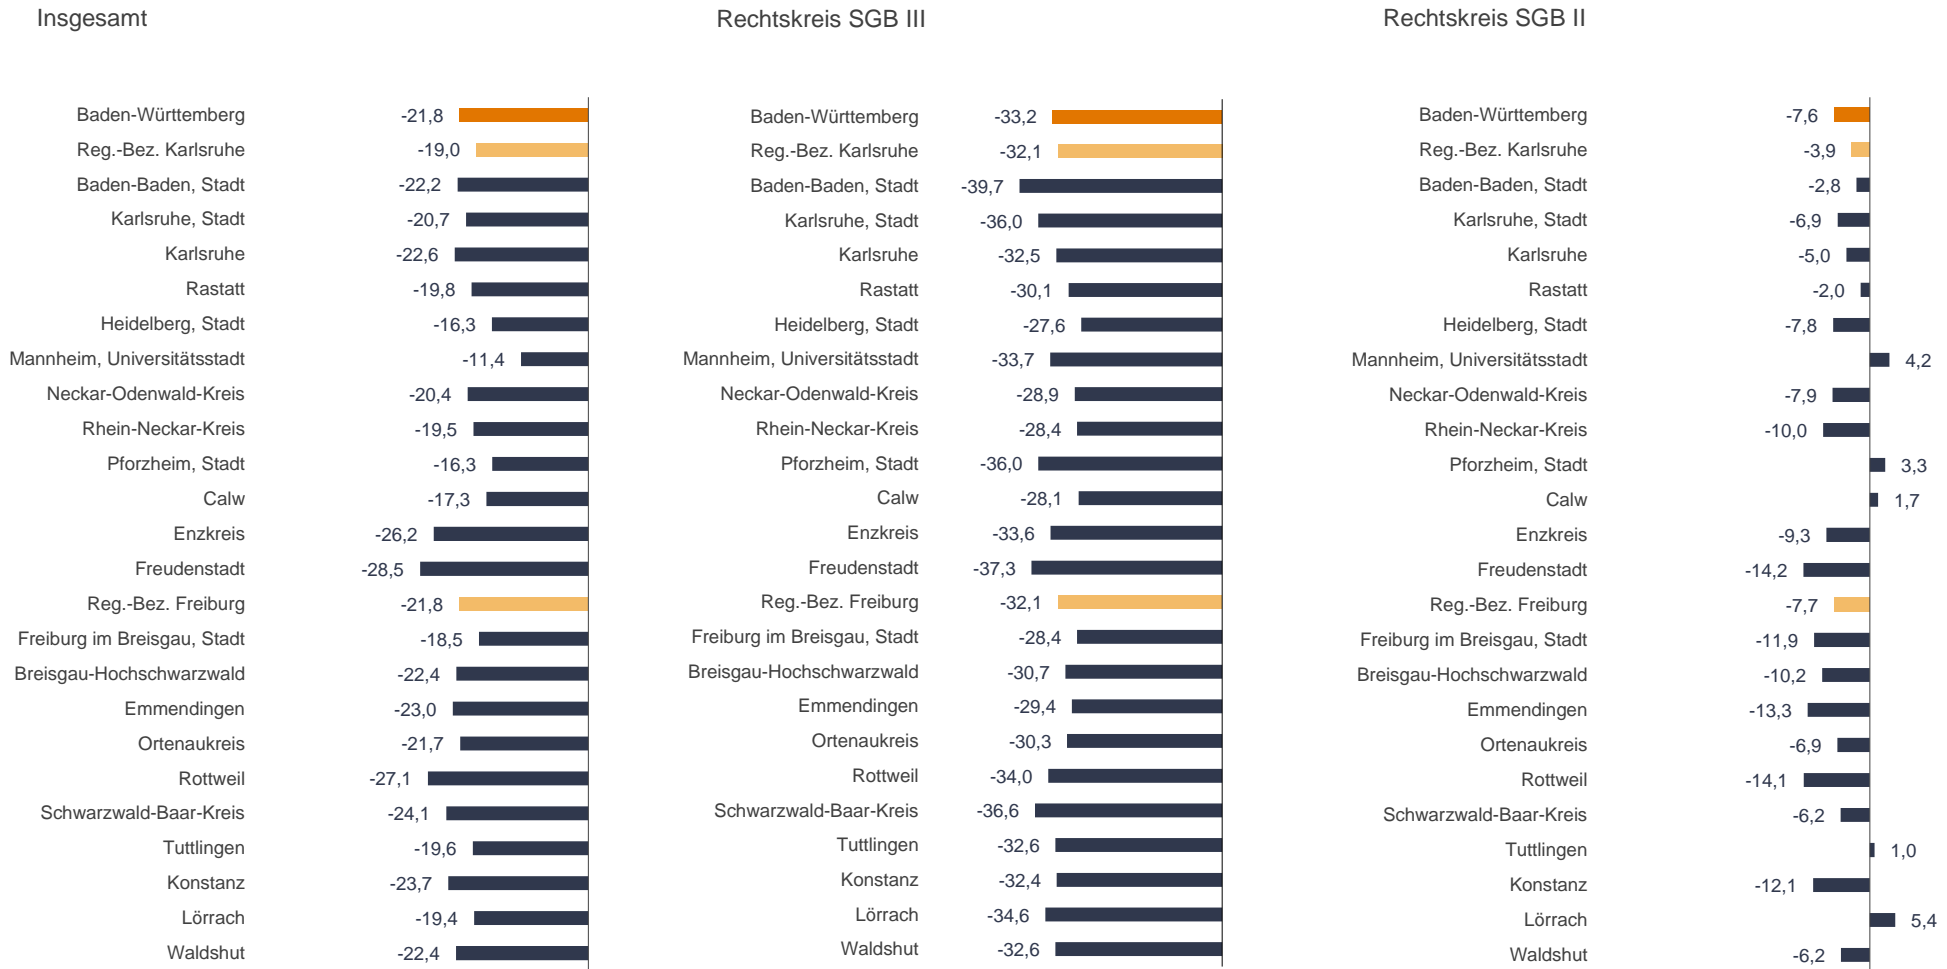 Insgesamt
Baden-Württemberg -21,8
Reg.-Bez. Karlsruhe -19,0
Baden-Baden, Stadt -22,2
Karlsruhe, Stadt -20,7
Karlsruhe -22,6
Rastatt -19,8
Heidelberg, Stadt -16,3
Mannheim, Universitätsstadt -11,4
Neckar-Odenwald-Kreis -20,4
Rhein-Neckar-Kreis -19,5
Pforzheim, Stadt -16,3
Calw -17,3
Enzkreis -26,2
Freudenstadt -28,5
Reg.-Bez. Freiburg -21,8
Freiburg im Breisgau, Stadt -18,5
Breisgau-Hochschwarzwald -22,4
Emmendingen -23,0
Ortenaukreis -21,7
Rottweil -27,1
Schwarzwald-Baar-Kreis -24,1
Tuttlingen -19,6
Konstanz -23,7
Lörrach -19,4
Waldshut -22,4
Rechtskreis SGB III
Baden-Württemberg -33,2
Reg.-Bez. Karlsruhe -32,1
Baden-Baden, Stadt -39,7
Karlsruhe, Stadt -36,0
Karlsruhe -32,5
Rastatt -30,1
Heidelberg, Stadt -27,6
Mannheim, Universitätsstadt -33,7
Neckar-Odenwald-Kreis -28,9
Rhein-Neckar-Kreis -28,4
Pforzheim, Stadt -36,0
Calw -28,1
Enzkreis -33,6
Freudenstadt -37,3
Reg.-Bez. Freiburg -32,1
Freiburg im Breisgau, Stadt -28,4
Breisgau-Hochschwarzwald -30,7
Emmendingen -29,4
Ortenaukreis -30,3
Rottweil -34,0
Schwarzwald-Baar-Kreis -36,6
Tuttlingen -32,6
Konstanz -32,4
Lörrach -34,6
Waldshut -32,6
Rechtskreis SGB II
Baden-Württemberg -7,6
Reg.-Bez. Karlsruhe -3,9
Baden-Baden, Stadt -2,8
Karlsruhe, Stadt -6,9
Karlsruhe -5,0
Rastatt -2,0
Heidelberg, Stadt -7,8
Mannheim, Universitätsstadt 4,2
Neckar-Odenwald-Kreis -7,9
Rhein-Neckar-Kreis -10,0
Pforzheim, Stadt 3,3
Calw 1,7
Enzkreis -9,3
Freudenstadt -14,2
Reg.-Bez. Freiburg -7,7
Freiburg im Breisgau, Stadt -11,9
Breisgau-Hochschwarzwald -10,2
Emmendingen -13,3
Ortenaukreis -6,9
Rottweil -14,1
Schwarzwald-Baar-Kreis -6,2
Tuttlingen 1,0
Konstanz -12,1
Lörrach 5,4
Waldshut -6,2